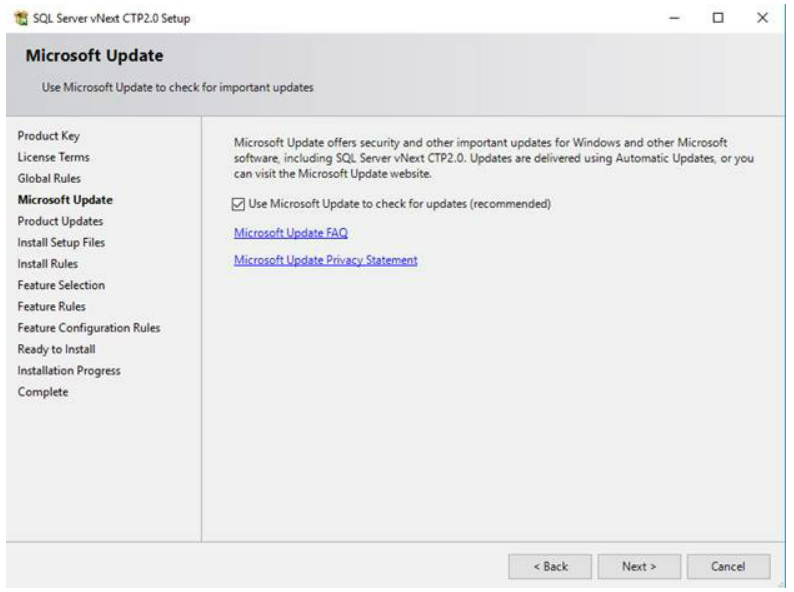 SQL Server vNext CTP2.0 Setup
Microsoft Update
Use Microsoft Update to check for important updates
Product Key
License Terms
Global Rules
Microsoft Update
Product Updates
Install Setup Files
Install Rules
Feature Selection
Feature Rules
Feature Configuration Rules
Ready to Install
Installation Progress
Complete
Microsoft Update offers security and other important updates for Windows and other Microsoft
software, including SQL Server vNext CTP2.0. Updates are delivered using Automatic Updates, or you
can visit the Microsoft Update website.
Use Microsoft Update to check for updates (recommended)
Microsoft Update FAQ
Microsoft Update Privacy Statement
< Back
Next >
Cancel